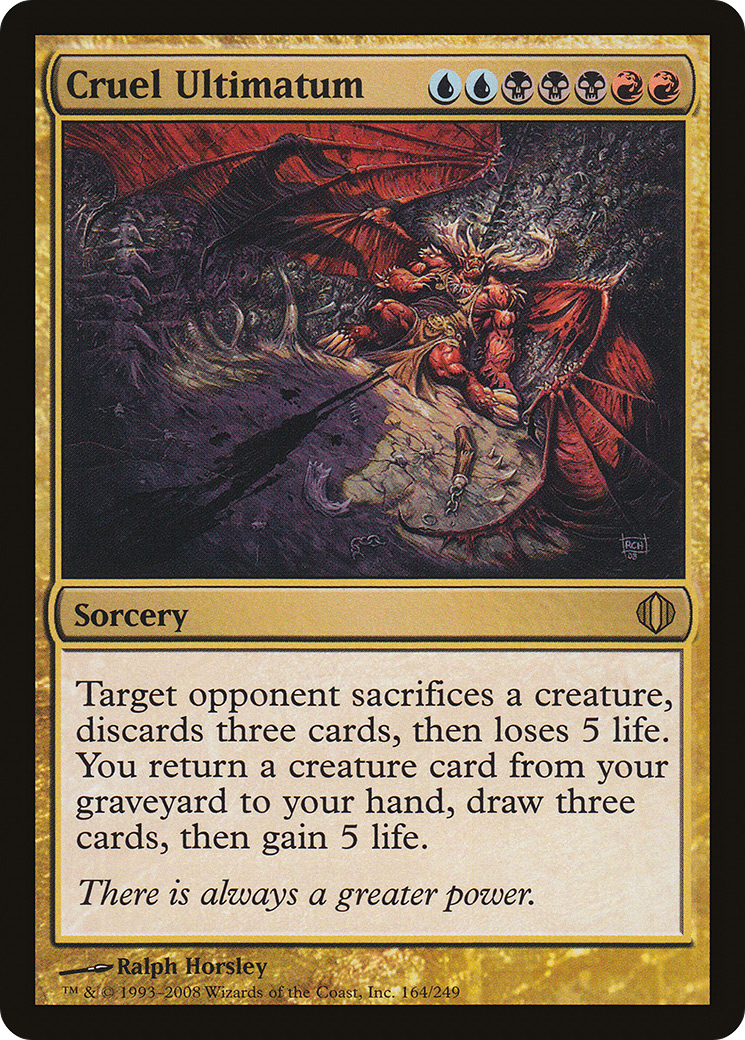 Cruel Ultimatum
RCH
'08
Sorcery
Target opponent sacrifices a creature,
discards three cards, then loses 5 life.
You return a creature card from your
graveyard to your hand, draw three
cards, then gain 5 life.
There is always a greater power.
Ralph Horsley
™ & © 1993–2008 Wizards of the Coast, Inc. 164/249